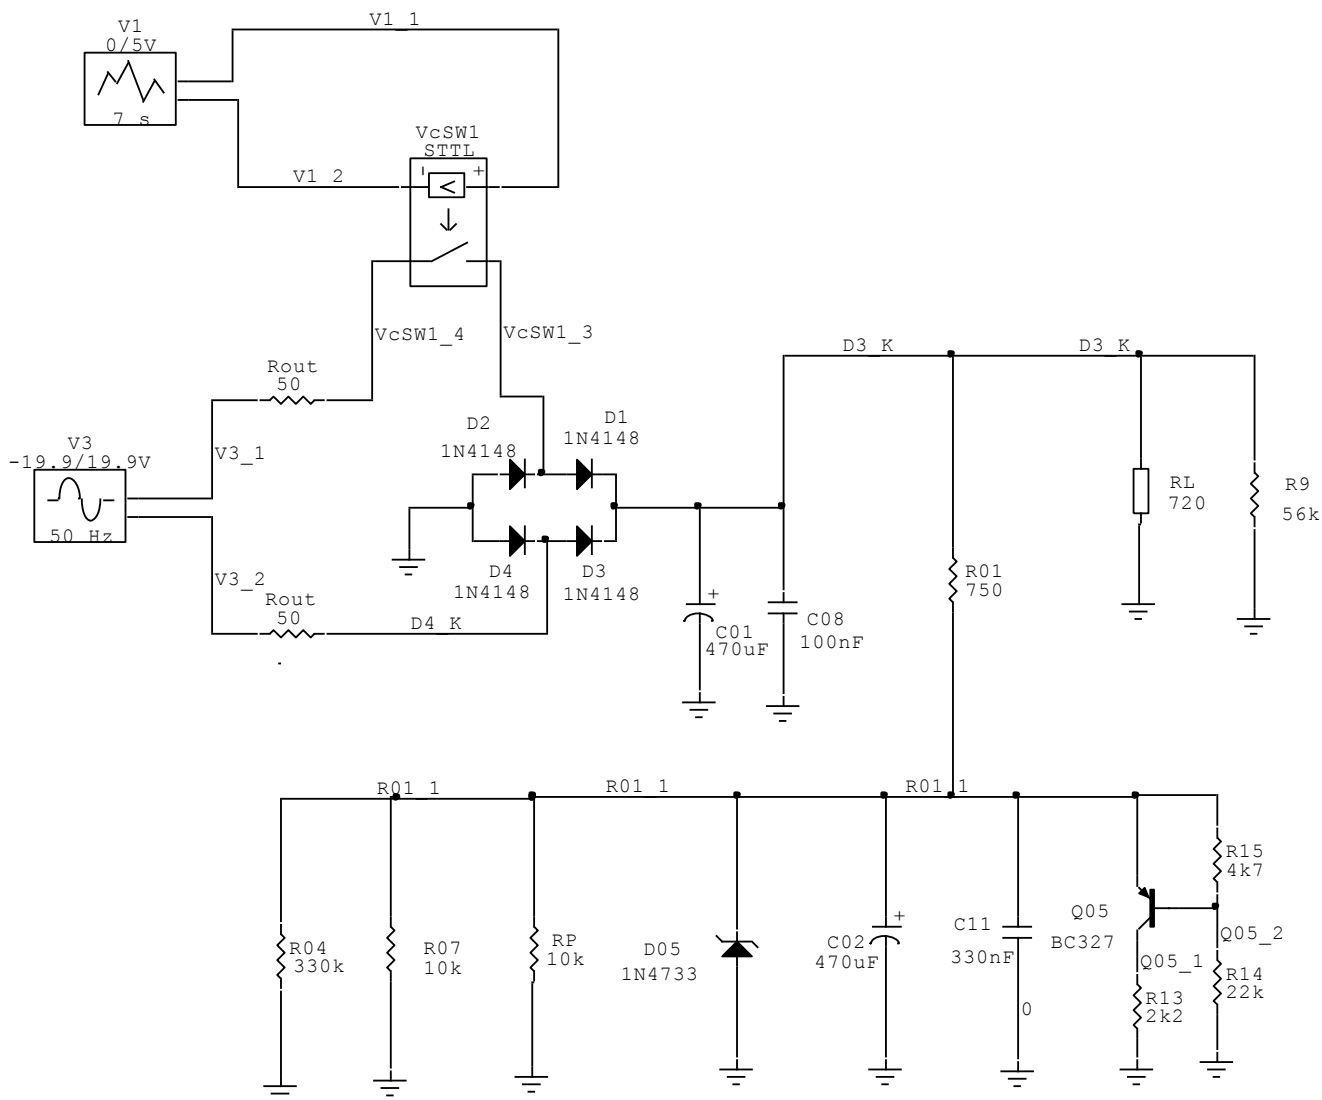 V1
0/5V
7 s
V1_1
V1_2
VcSW1
STTL
-
+
VcSW1_4
VcSW1_3
Rout
50
V3
-19.9/19.9V
50 Hz
V3_1
V3_2
Rout
50
D4_K
D2
1N4148
D1
1N4148
D4
1N4148
D3
1N4148
D3_K
D3_K
+
C01
470uF
C08
100nF
R01
750
RL
720
R9
56k
R01_1
R01_1
R01_1
R04
330k
R07
10k
RP
10k
D05
1N4733
+
C02
470uF
C11
330nF
0
Q05
BC327
Q05_1
Q05_2
R13
2k2
R15
4k7
R14
22k